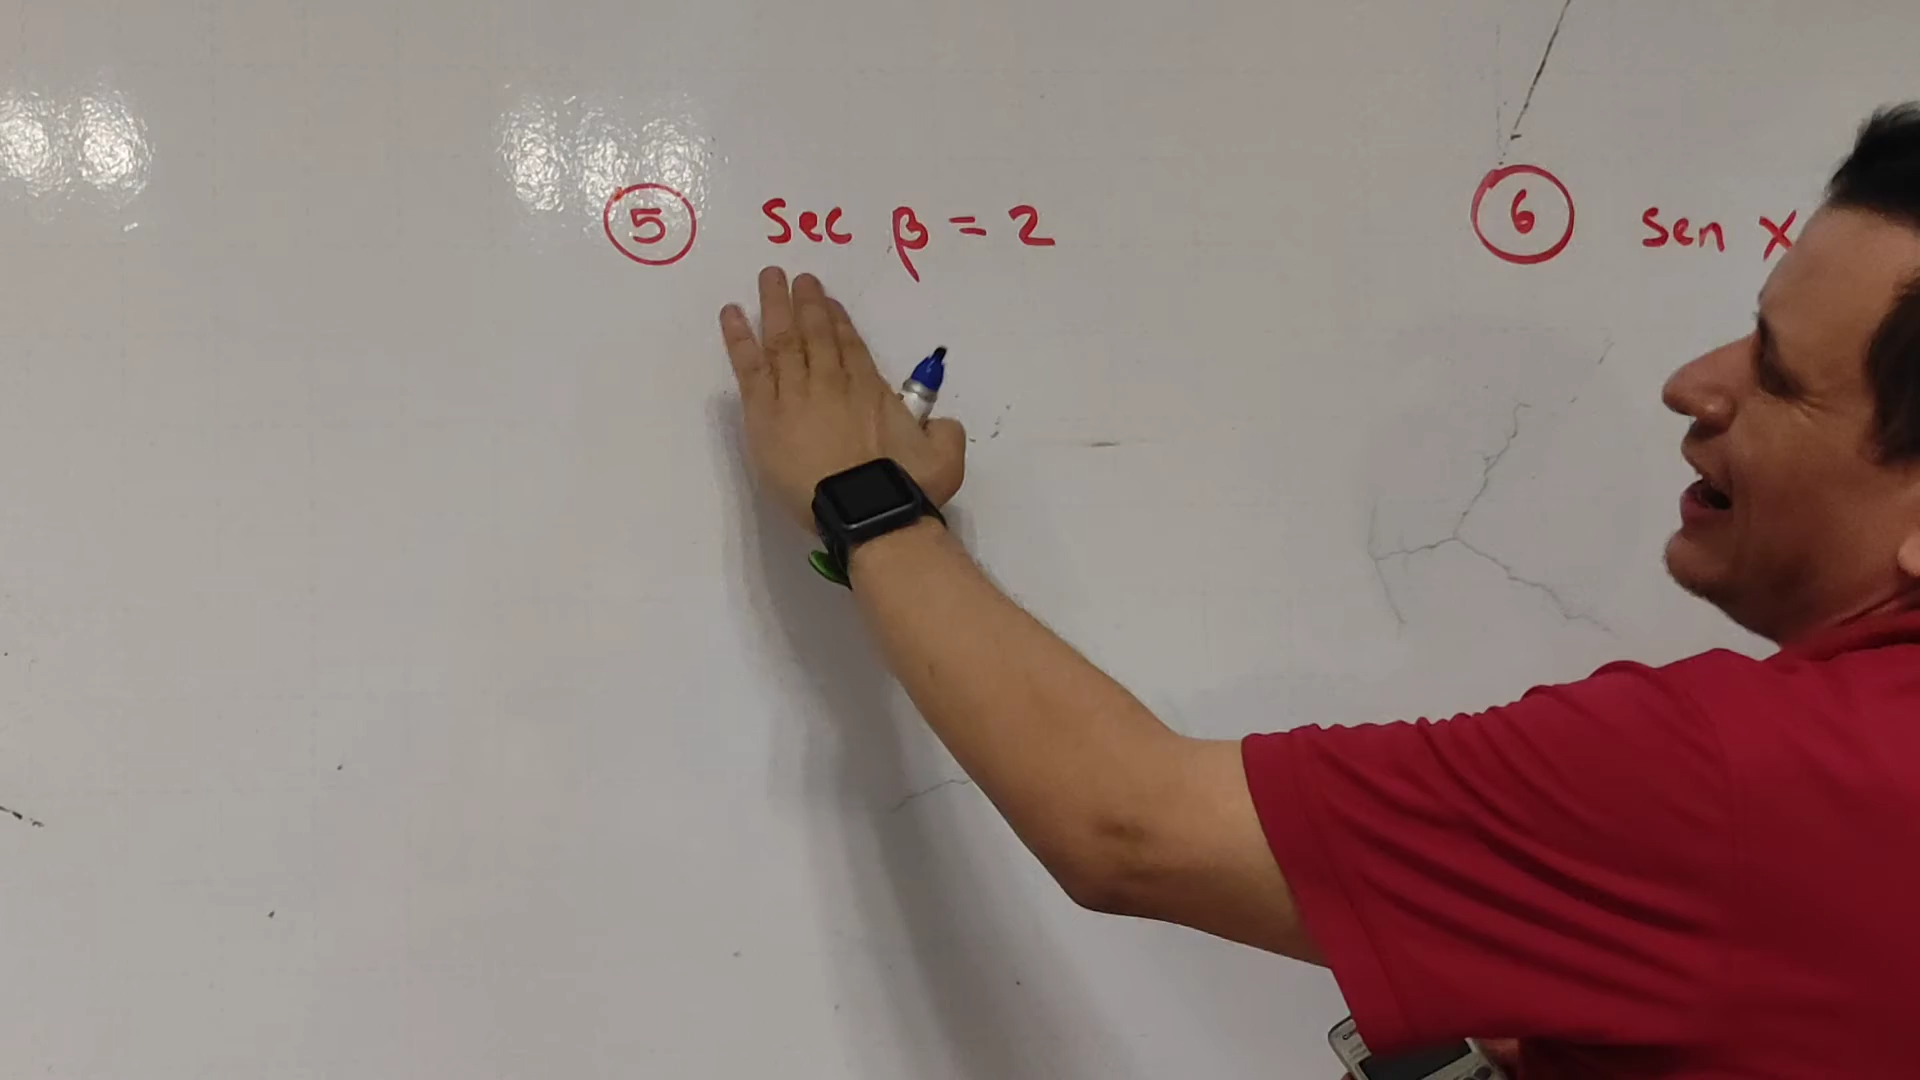 5 Sec β = 2
6 Sen X